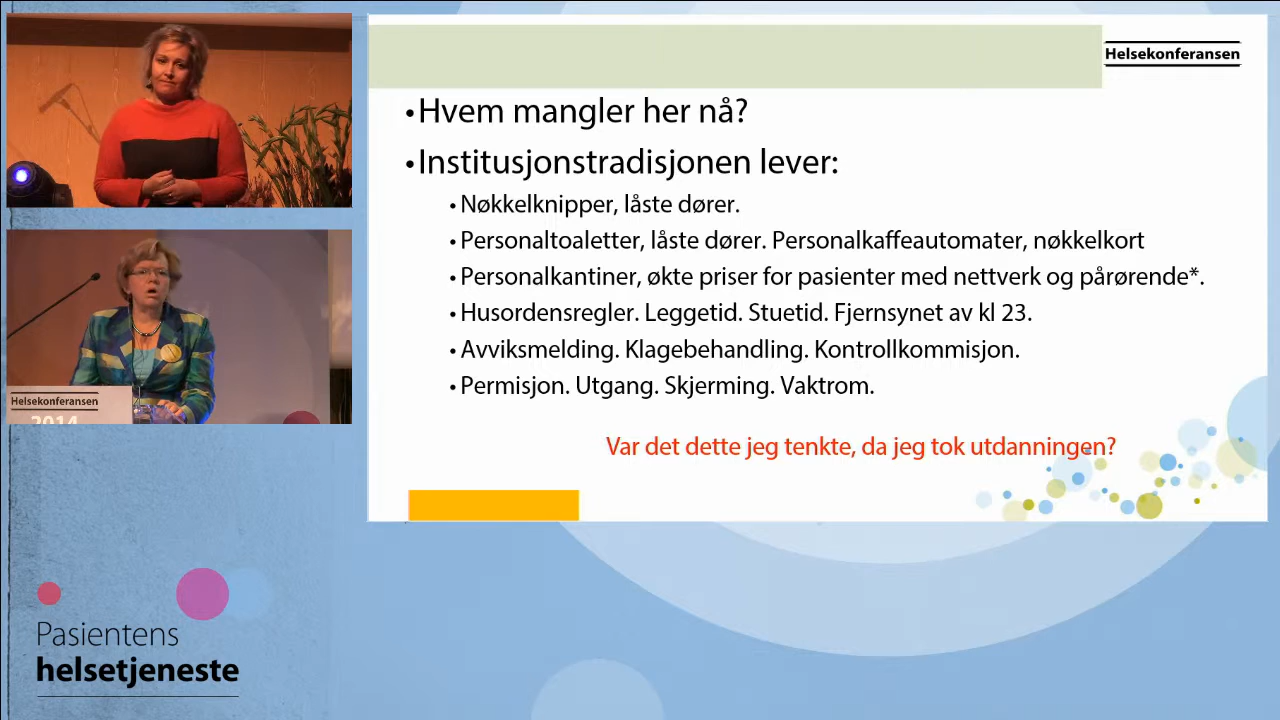 Helsekonferansen
•Hvem mangler her nå?
•Institusjonstradisjonen lever:
•Nøkkelknipper, låste dører.
•Personaltoaletter, låste dører. Personalkaffeautomater, nøkkelkort
•Personalkantiner, økte priser for pasienter med nettverk og pårørende*.
•Husordensregler. Leggetid. Stuetid. Fjernsynet av kl 23.
•Avviksmelding. Klagebehandling. Kontrollkommisjon.
•Permisjon. Utgang. Skjerming. Vaktrom.
Var det dette jeg tenkte, da jeg tok utdanningen?
Helsekonferansen
2014
Pasientens
helsetjeneste